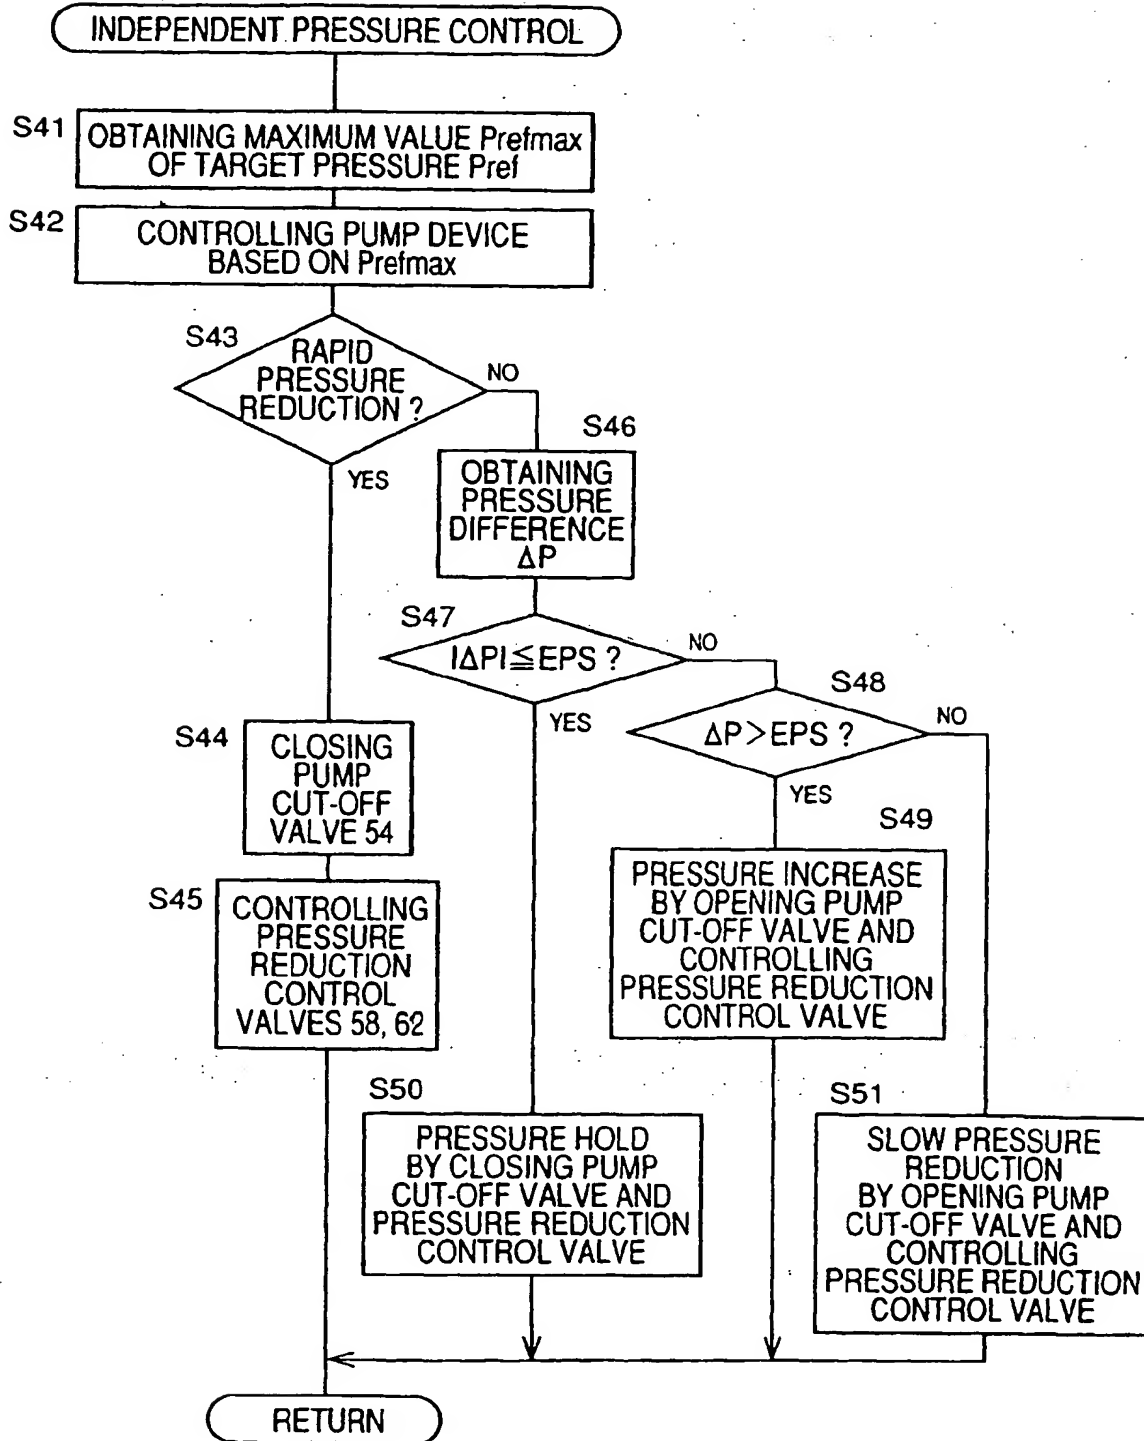 INDEPENDENT PRESSURE CONTROL
S41
OBTAINING MAXIMUM VALUE Prefmax
OF TARGET PRESSURE Pref
S42
CONTROLLING PUMP DEVICE
BASED ON Prefmax
S43
RAPID
PRESSURE
REDUCTION ?
NO
YES
S46
OBTAINING
PRESSURE
DIFFERENCE
ΔP
S47
IΔPI≦EPS ?
NO
YES
S48
ΔP>EPS ?
NO
YES
S44
CLOSING
PUMP
CUT-OFF
VALVE 54
S45
CONTROLLING
PRESSURE
REDUCTION
CONTROL
VALVES 58, 62
S49
PRESSURE INCREASE
BY OPENING PUMP
CUT-OFF VALVE AND
CONTROLLING
PRESSURE REDUCTION
CONTROL VALVE
S50
PRESSURE HOLD
BY CLOSING PUMP
CUT-OFF VALVE AND
PRESSURE REDUCTION
CONTROL VALVE
S51
SLOW PRESSURE
REDUCTION
BY OPENING PUMP
CUT-OFF VALVE AND
CONTROLLING
PRESSURE REDUCTION
CONTROL VALVE
RETURN